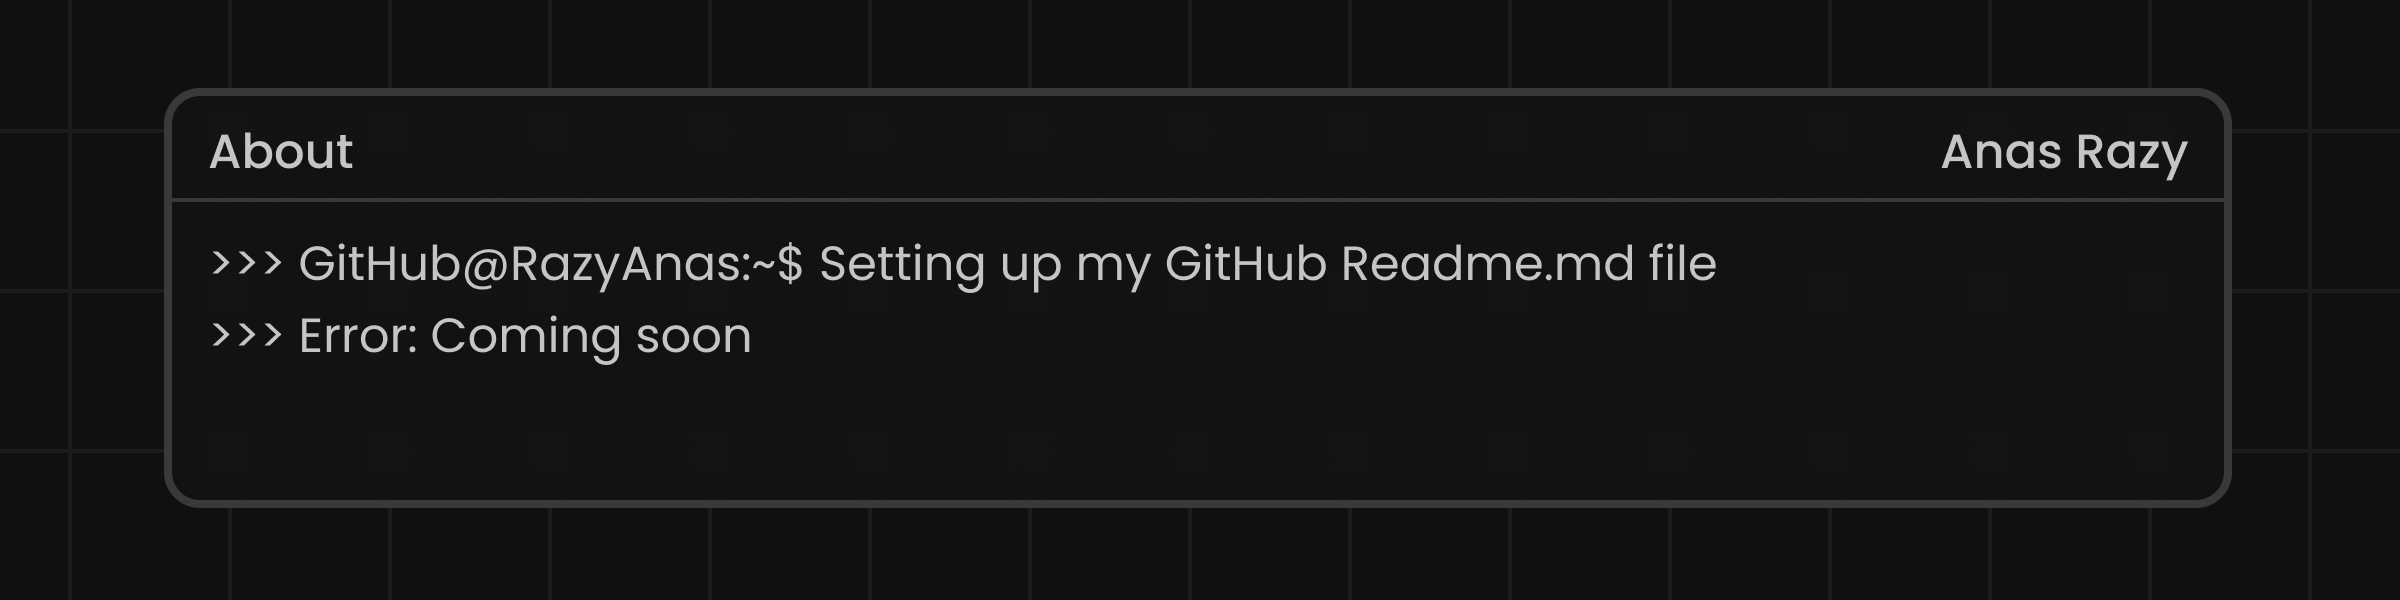 About
Anas Razy
>>> GitHub@RazyAnas:~$ Setting up my GitHub Readme.md file
>>> Error: Coming soon